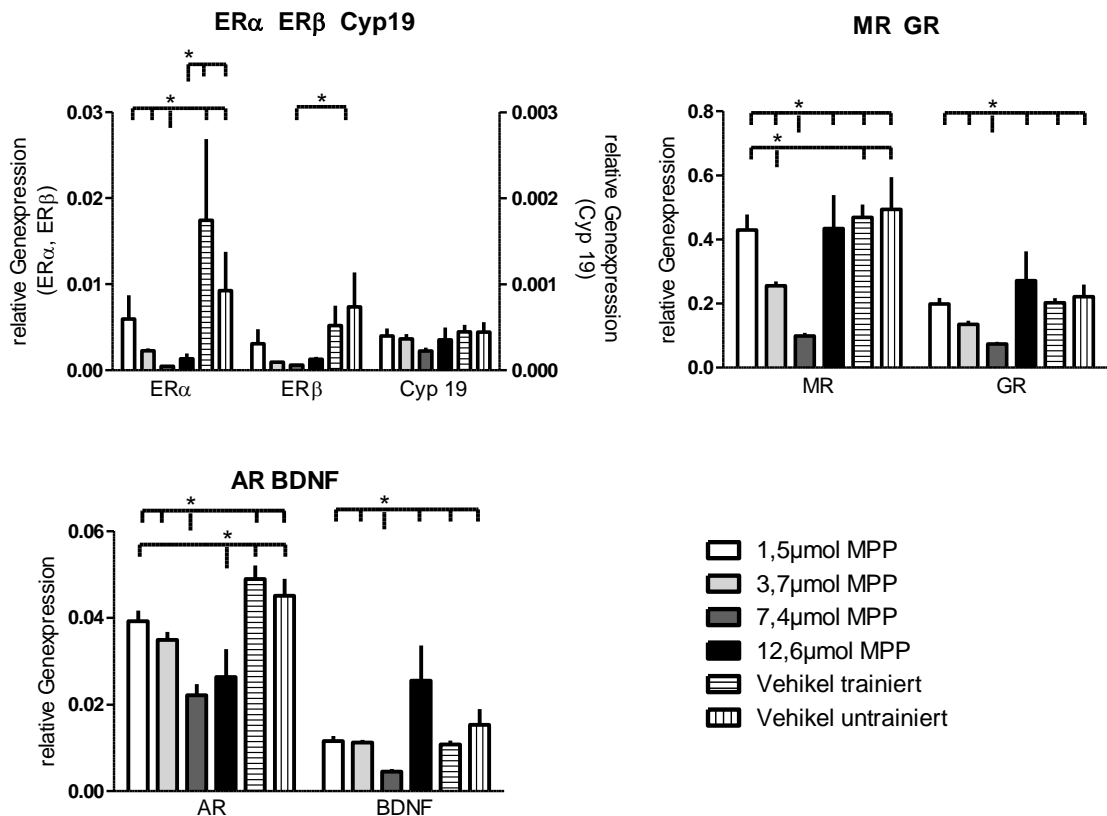 ERα ERβ Cyp19
*
*
*
0.03
0.02
0.01
0.00
relative Genexpression
(ERα, ERβ)
0.003
0.002
0.001
0.000
relative Genexpression
(Cyp 19)
ERα
ERβ
Cyp 19
MR GR
*
*
*
0.8
0.6
0.4
0.2
0.0
relative Genexpression
MR
GR
AR BDNF
*
*
*
0.06
0.04
0.02
0.00
relative Genexpression
AR
BDNF
1,5µmol MPP
3,7µmol MPP
7,4µmol MPP
12,6µmol MPP
Vehikel trainiert
Vehikel untrainiert